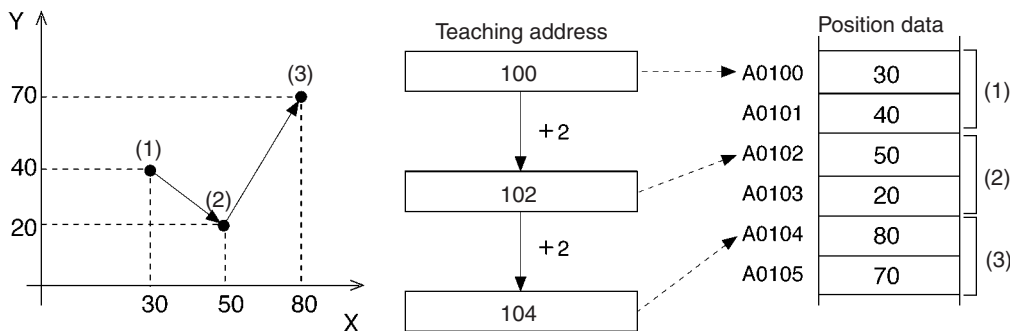 Y
70
40
20
(1)
(2)
(3)
30
50
80
X
Teaching address
100
+2
102
+2
104
Position data
A0100 30
A0101 40
(1)
A0102 50
A0103 20
(2)
A0104 80
A0105 70
(3)